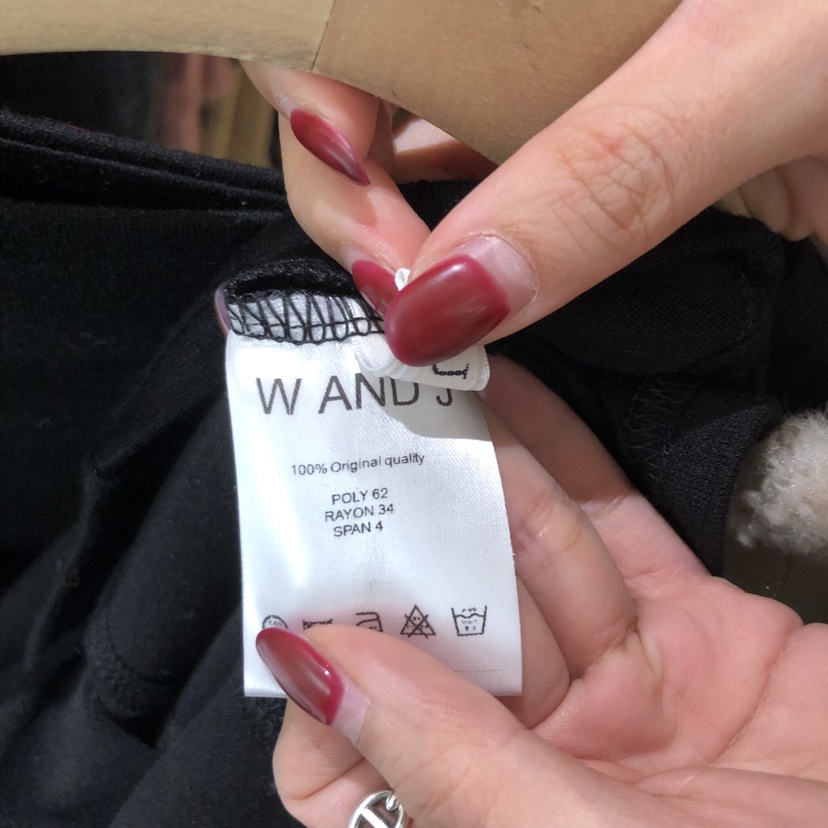 W AND J
100% Original quality
POLY 62
RAYON 34
SPAN 4